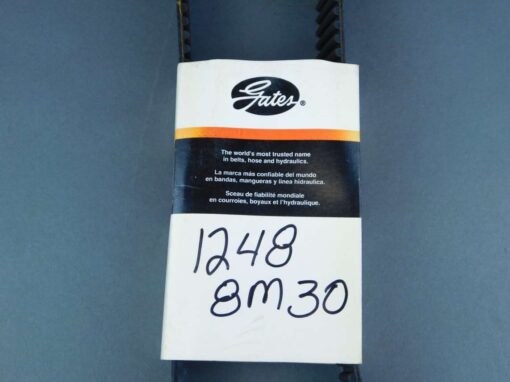 Gates®
The world's most trusted name
in belts, hose and hydraulics.
La marca más confiable del mundo
en bandas, mangueras y línea hidráulica.
Sceau de fiabilité mondiale
en courroies, boyaux et l'hydraulique.
1248
8M30